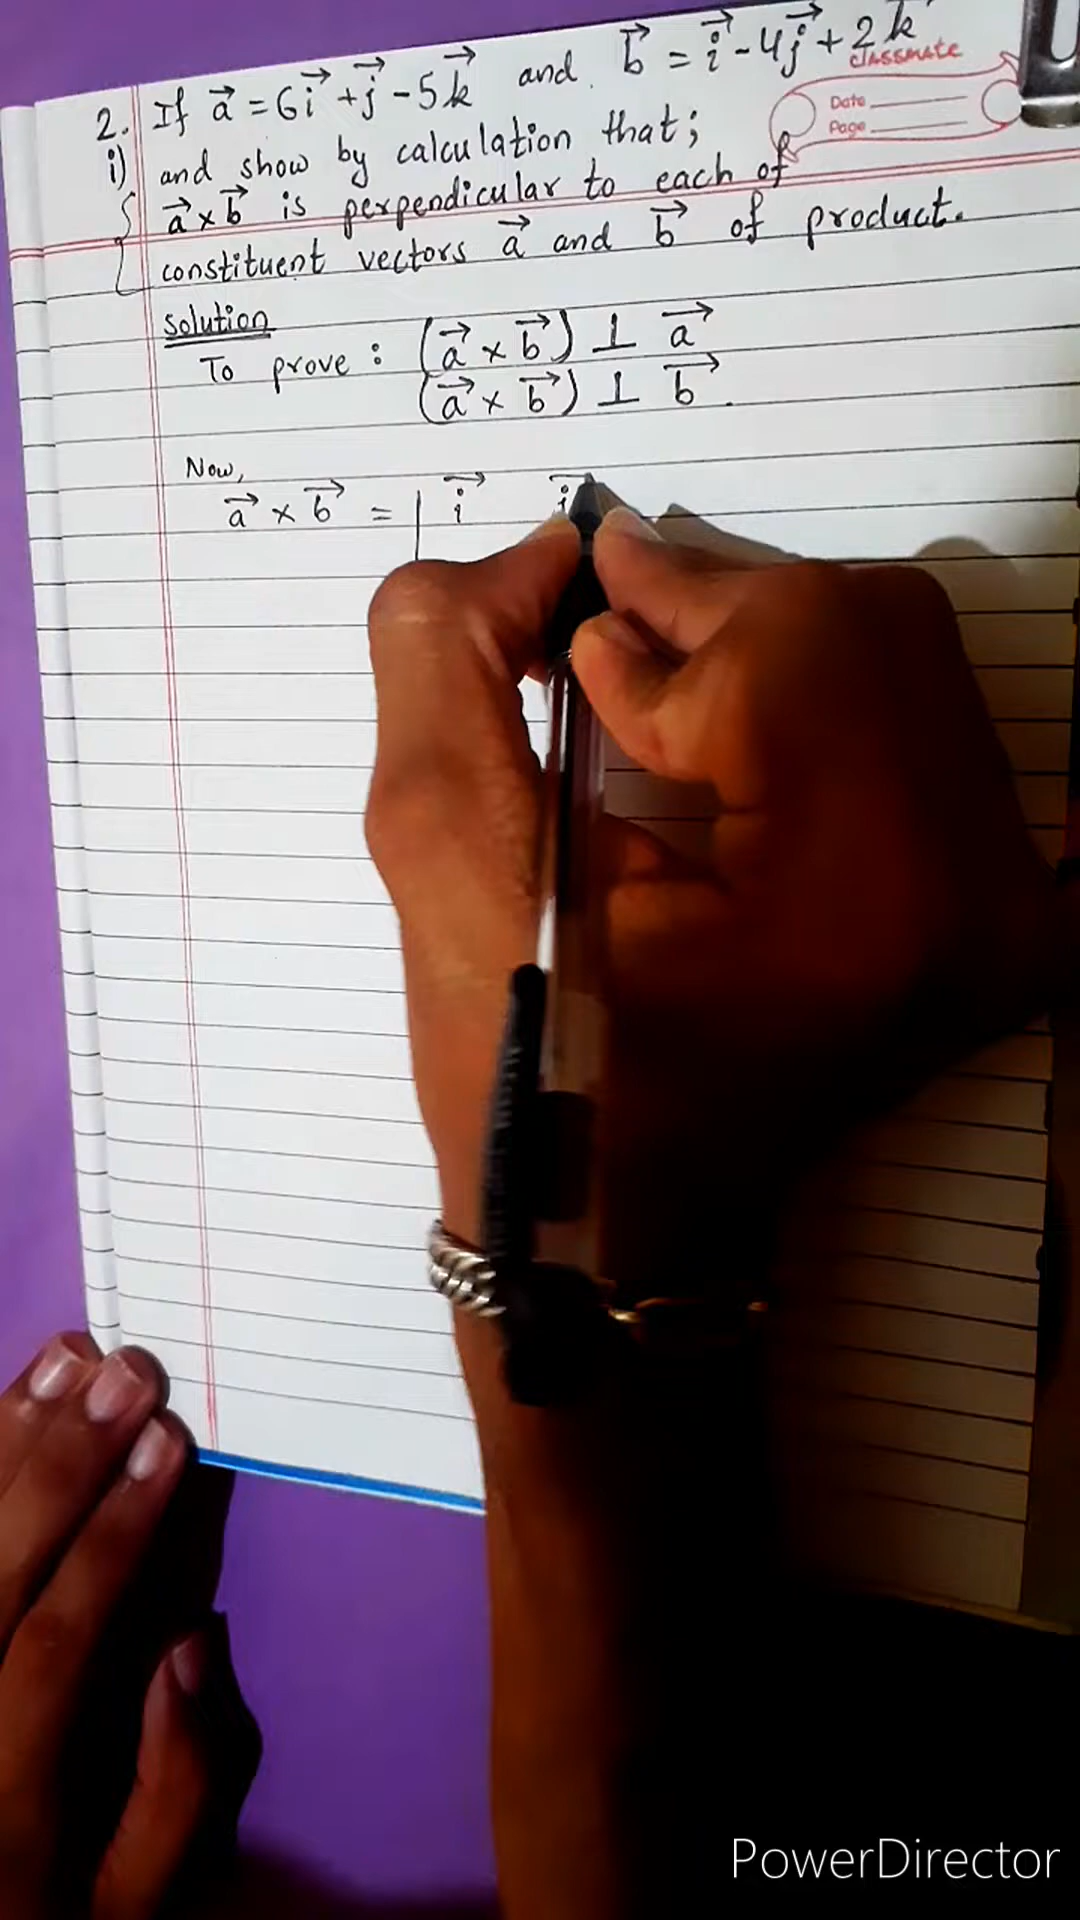 2. If a⃗ = 6i⃗ + j⃗ - 5k⃗ and b⃗ = i⃗ - 4j⃗ + 2k⃗
CLASSMATE
Date
Page
i) and show by calculation that;
a⃗ x b⃗ is perpendicular to each of
constituent vectors a⃗ and b⃗ of product.
Solution
To prove : (a⃗ x b⃗) ⊥ a⃗
(a⃗ x b⃗) ⊥ b⃗.
Now,
a⃗ x b⃗ = | i⃗
PowerDirector